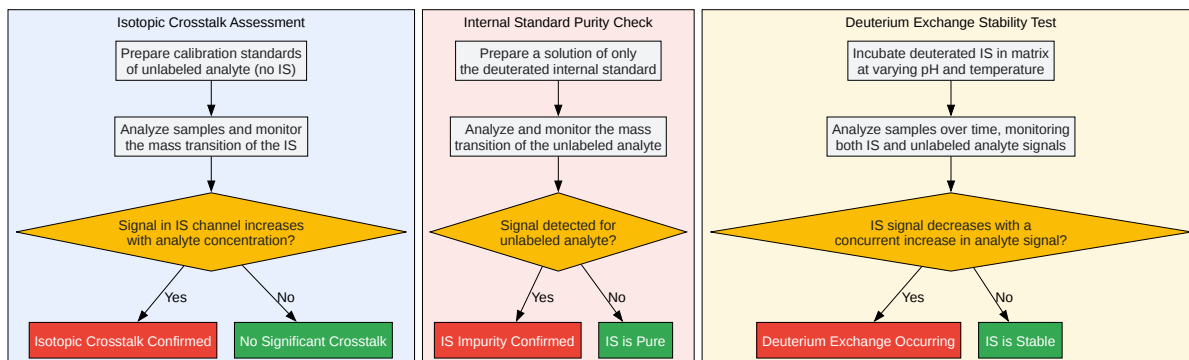 Isotopic Crosstalk Assessment
Prepare calibration standards
of unlabeled analyte (no IS)
Analyze samples and monitor
the mass transition of the IS
Signal in IS channel increases
with analyte concentration?
Yes
No
Isotopic Crosstalk Confirmed
No Significant Crosstalk
Internal Standard Purity Check
Prepare a solution of only
the deuterated internal standard
Analyze and monitor the mass
transition of the unlabeled analyte
Signal detected for
unlabeled analyte?
Yes
No
IS Impurity Confirmed
IS is Pure
Deuterium Exchange Stability Test
Incubate deuterated IS in matrix
at varying pH and temperature
Analyze samples over time, monitoring
both IS and unlabeled analyte signals
IS signal decreases with a
concurrent increase in analyte signal?
Yes
No
Deuterium Exchange Occurring
IS is Stable